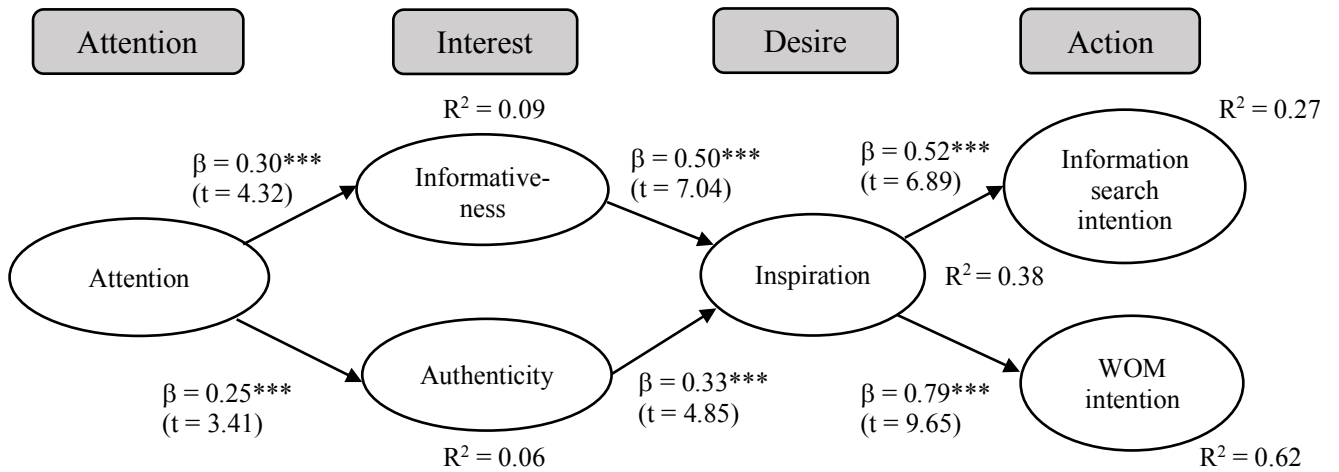 Attention
Interest
Desire
Action
R² = 0.09
R² = 0.27
β = 0.30***
(t = 4.32)
Informative-
ness
β = 0.50***
(t = 7.04)
β = 0.52***
(t = 6.89)
Information
search
intention
Attention
Inspiration
R² = 0.38
β = 0.25***
(t = 3.41)
Authenticity
β = 0.33***
(t = 4.85)
β = 0.79***
(t = 9.65)
WOM
intention
R² = 0.06
R² = 0.62